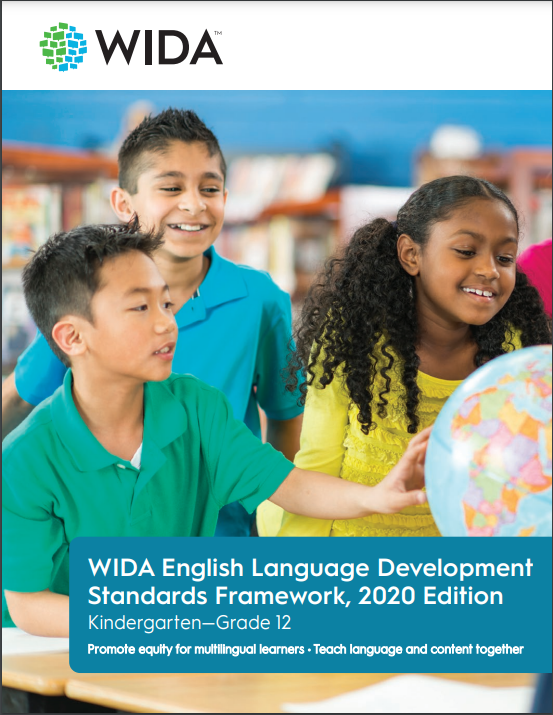 WIDA™
WIDA English Language Development
Standards Framework, 2020 Edition
Kindergarten—Grade 12
Promote equity for multilingual learners • Teach language and content together